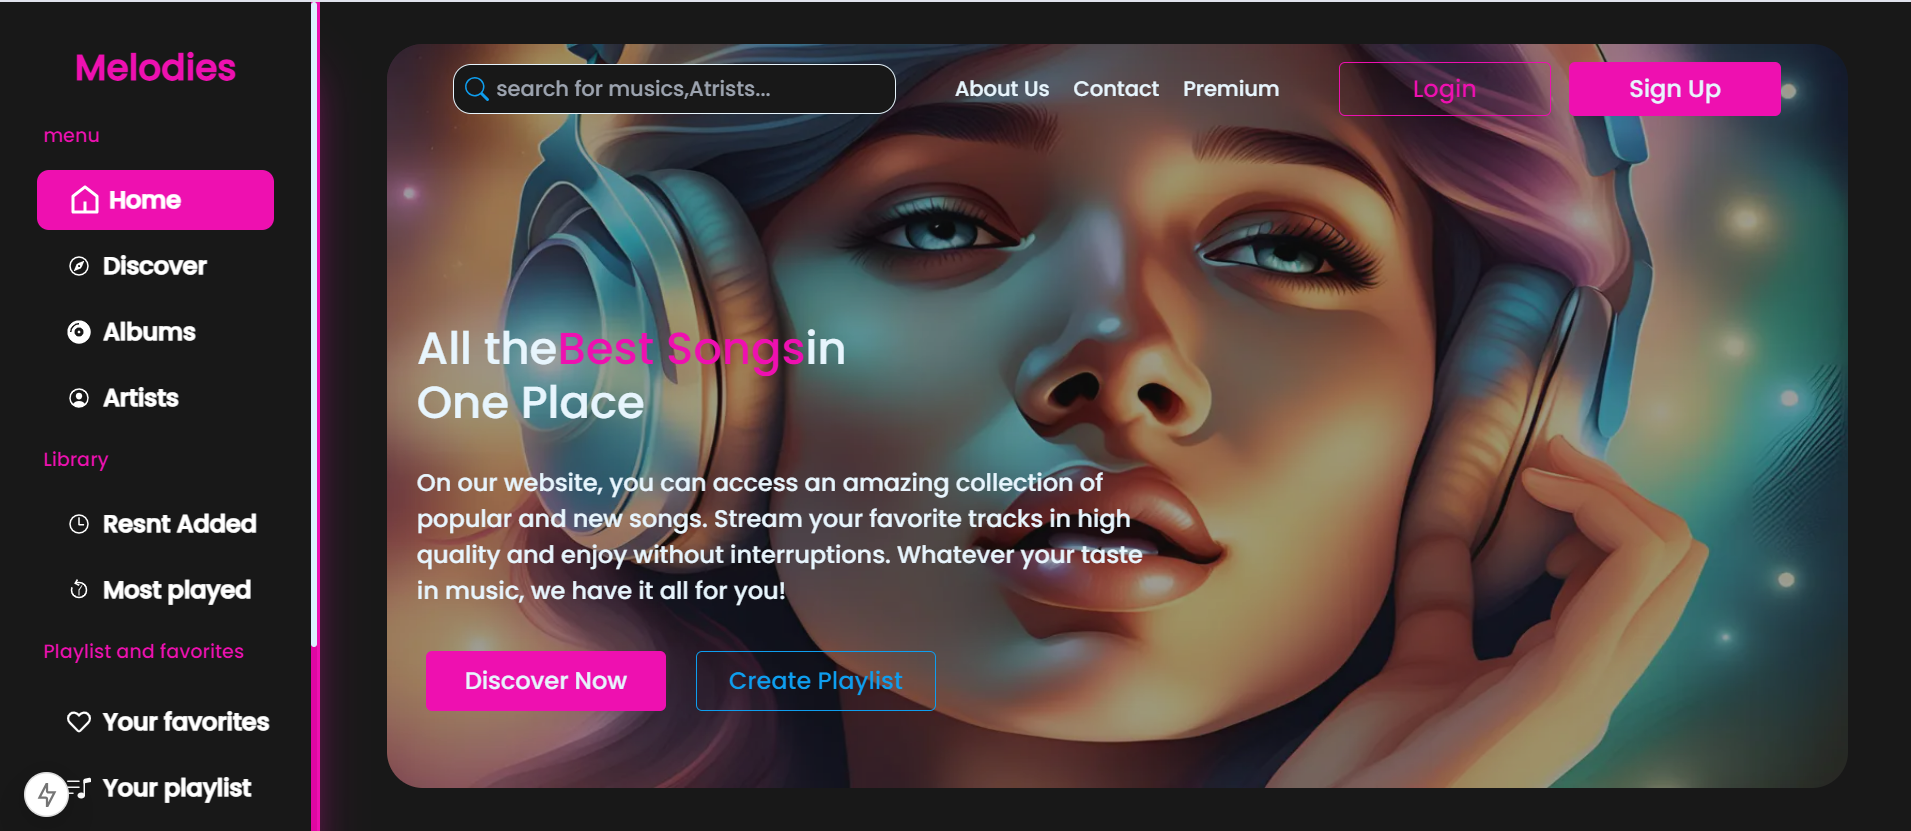 Melodies
menu
Home
Discover
Albums
Artists
Library
Resnt Added
Most played
Playlist and favorites
Your favorites
Your playlist
search for musics,Atrists...
About Us
Contact
Premium
Login
Sign Up
All theBest Songsin
One Place
On our website, you can access an amazing collection of
popular and new songs. Stream your favorite tracks in high
quality and enjoy without interruptions. Whatever your taste
in music, we have it all for you!
Discover Now
Create Playlist